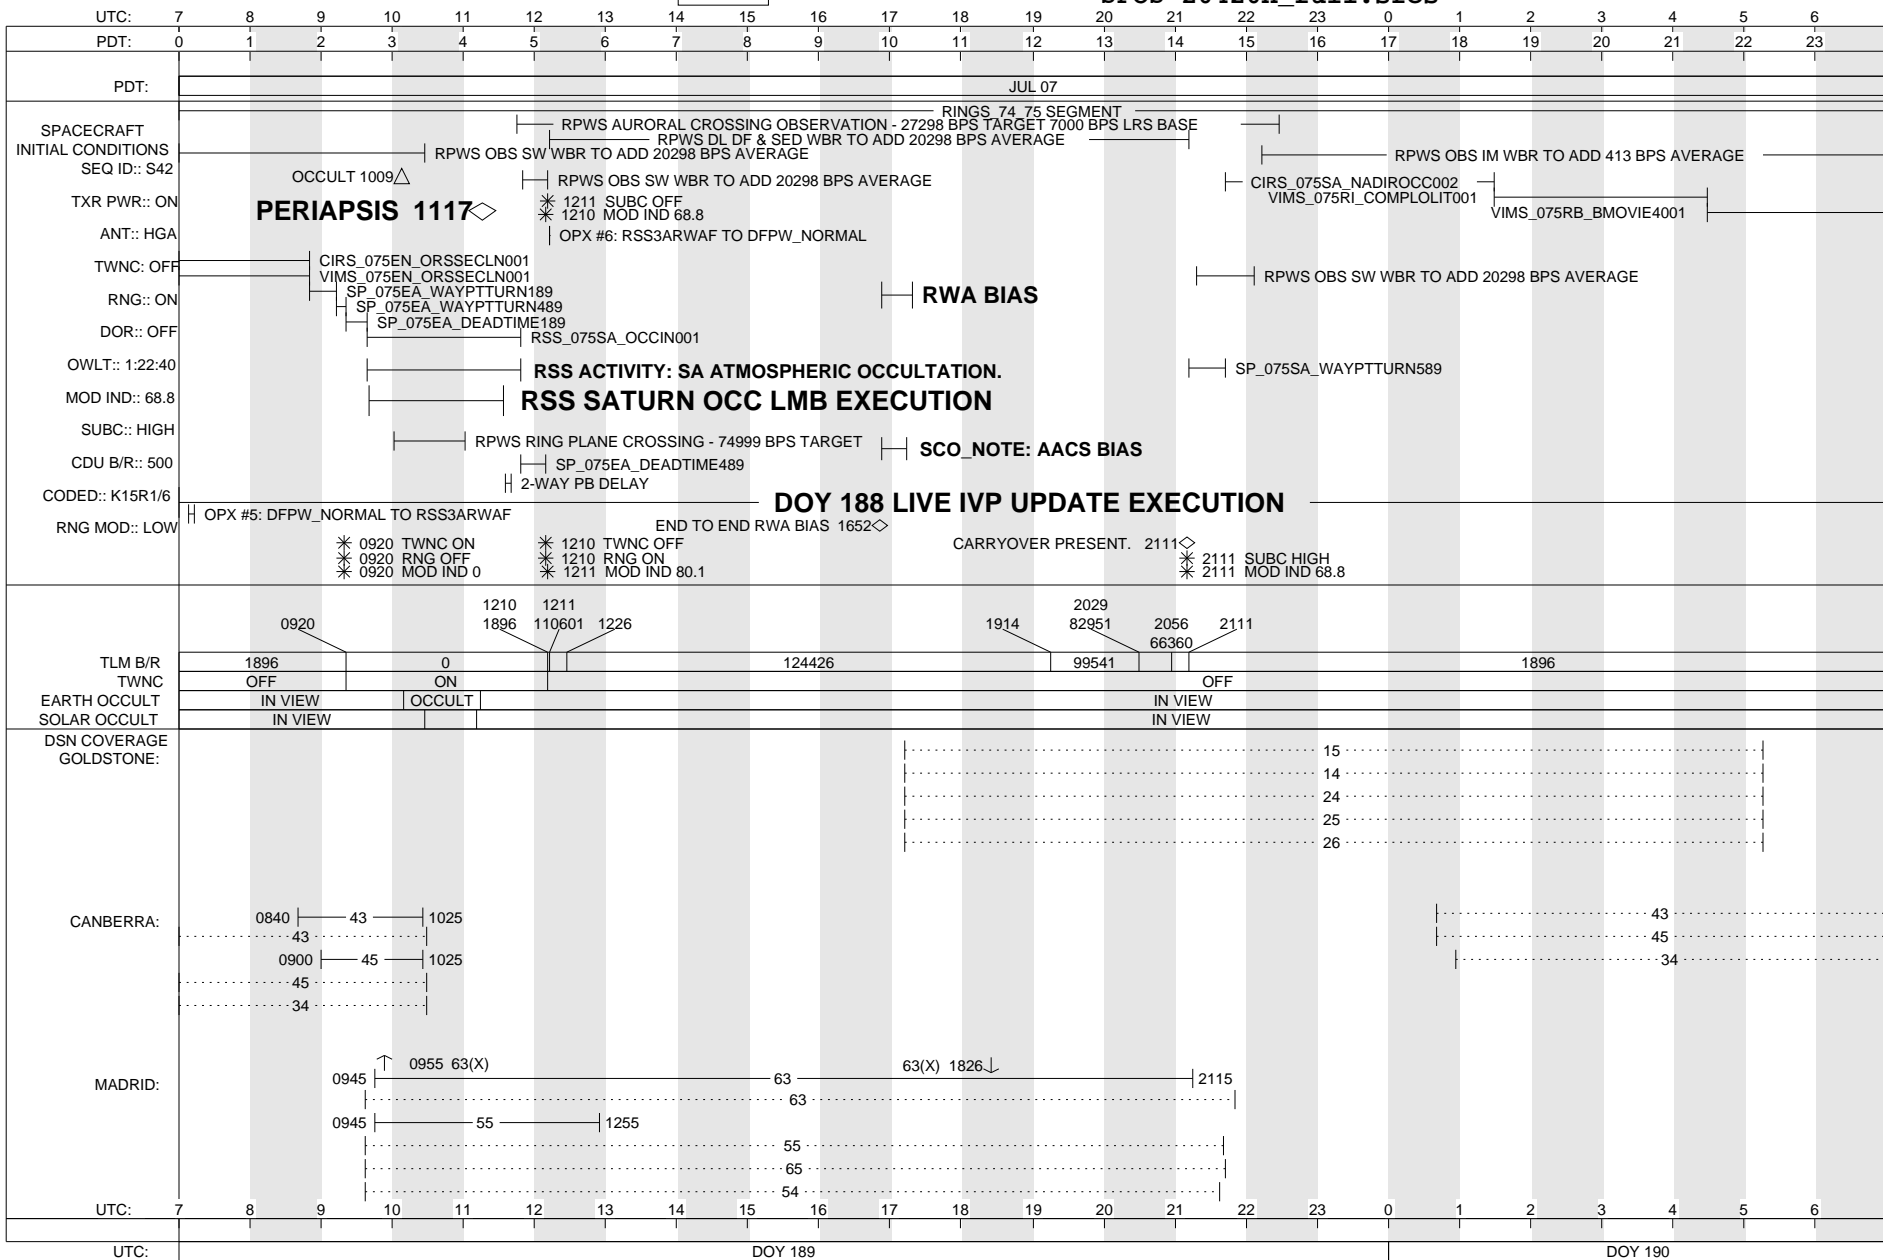 UTC: 7 8 9 10 11 12 13 14 15 16 17 18 19 20 21 22 23 0 1 2 3 4 5 6
PDT: 0 1 2 3 4 5 6 7 8 9 10 11 12 13 14 15 16 17 18 19 20 21 22 23
PDT: JUL 07
RINGS_74_75 SEGMENT
SPACECRAFT
INITIAL CONDITIONS
SEQ ID:: S42
TXR PWR:: ON
ANT:: HGA
TWNC: OFF
RNG:: ON
DOR:: OFF
OWLT:: 1:22:40
MOD IND:: 68.8
SUBC:: HIGH
CDU B/R:: 500
CODED:: K15R1/6
RNG MOD:: LOW
RPWS AURORAL CROSSING OBSERVATION - 27298 BPS TARGET 7000 BPS LRS BASE
RPWS DL DF & SED WBR TO ADD 20298 BPS AVERAGE
RPWS OBS SW WBR TO ADD 20298 BPS AVERAGE
RPWS OBS IM WBR TO ADD 413 BPS AVERAGE
OCCULT 1009
RPWS OBS SW WBR TO ADD 20298 BPS AVERAGE
CIRS_075SA_NADIROCC002
VIMS_075RI_COMPLOLIT001
VIMS_075RB_BMOVIE4001
PERIAPSIS 1117
1211 SUBC OFF
1210 MOD IND 68.8
OPX #6: RSS3ARWAF TO DFPW_NORMAL
CIRS_075EN_ORSSECLN001
VIMS_075EN_ORSSECLN001
RPWS OBS SW WBR TO ADD 20298 BPS AVERAGE
SP_075EA_WAYPTTURN189
RWA BIAS
SP_075EA_WAYPTTURN489
SP_075EA_DEADTIME189
RSS_075SA_OCCIN001
RSS ACTIVITY: SA ATMOSPHERIC OCCULTATION.
SP_075SA_WAYPTTURN589
RSS SATURN OCC LMB EXECUTION
RPWS RING PLANE CROSSING - 74999 BPS TARGET
SCO_NOTE: AACS BIAS
SP_075EA_DEADTIME489
2-WAY PB DELAY
DOY 188 LIVE IVP UPDATE EXECUTION
OPX #5: DFPW_NORMAL TO RSS3ARWAF
END TO END RWA BIAS 1652
0920 TWNC ON
0920 RNG OFF
0920 MOD IND 0
1210 TWNC OFF
1210 RNG ON
1211 MOD IND 80.1
CARRYOVER PRESENT. 2111
2111 SUBC HIGH
2111 MOD IND 68.8
1210 1211 2029
0920 1896 110601 1226 1914 82951 2056 2111
66360
TLM B/R 1896 0 124426 99541 1896
TWNC OFF ON OFF
EARTH OCCULT IN VIEW OCCULT IN VIEW
SOLAR OCCULT IN VIEW IN VIEW
DSN COVERAGE
GOLDSTONE:
15
14
24
25
26
CANBERRA:
0840 43 1025 43
43 45
0900 45 1025 34
45
34
MADRID:
0955 63(X) 63(X) 1826
0945 63 2115
63
0945 55 1255
55
65
54
UTC: 7 8 9 10 11 12 13 14 15 16 17 18 19 20 21 22 23 0 1 2 3 4 5 6
UTC: DOY 189 DOY 190